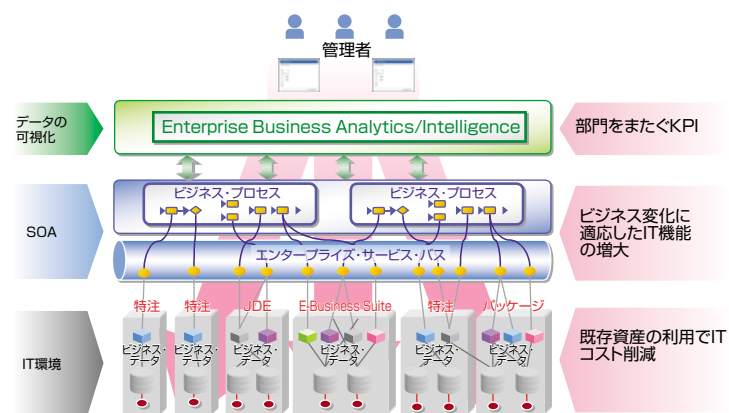 管理者
データの
可視化
Enterprise Business Analytics/Intelligence
部門をまたぐKPI
SOA
ビジネス・プロセス
ビジネス・プロセス
エンタープライズ・サービス・バス
ビジネス変化に
適応したIT機能
の増大
特注
特注
JDE
E-Business Suite
特注
パッケージ
IT環境
ビジネス・
データ
ビジネス・
データ
ビジネス・
データ
ビジネス・
データ
ビジネス・
データ
ビジネス・
データ
既存資産の利用でIT
コスト削減